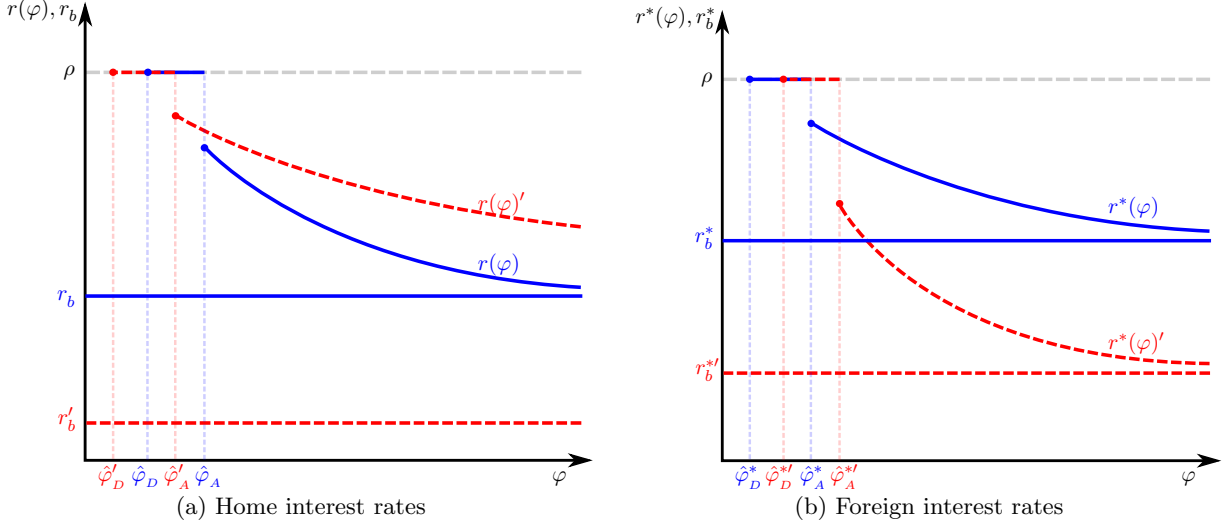 r(φ), r_b
ρ
r(φ)′
r(φ)
r_b
r′_b
φ̂′_D φ̂_D φ̂′_A φ̂_A φ
(a) Home interest rates
r*(φ), r*_b
ρ
r*(φ)
r*_b
r*(φ)′
r*′_b
φ̂*_D φ̂*′_D φ̂*_A φ̂*′_A φ
(b) Foreign interest rates